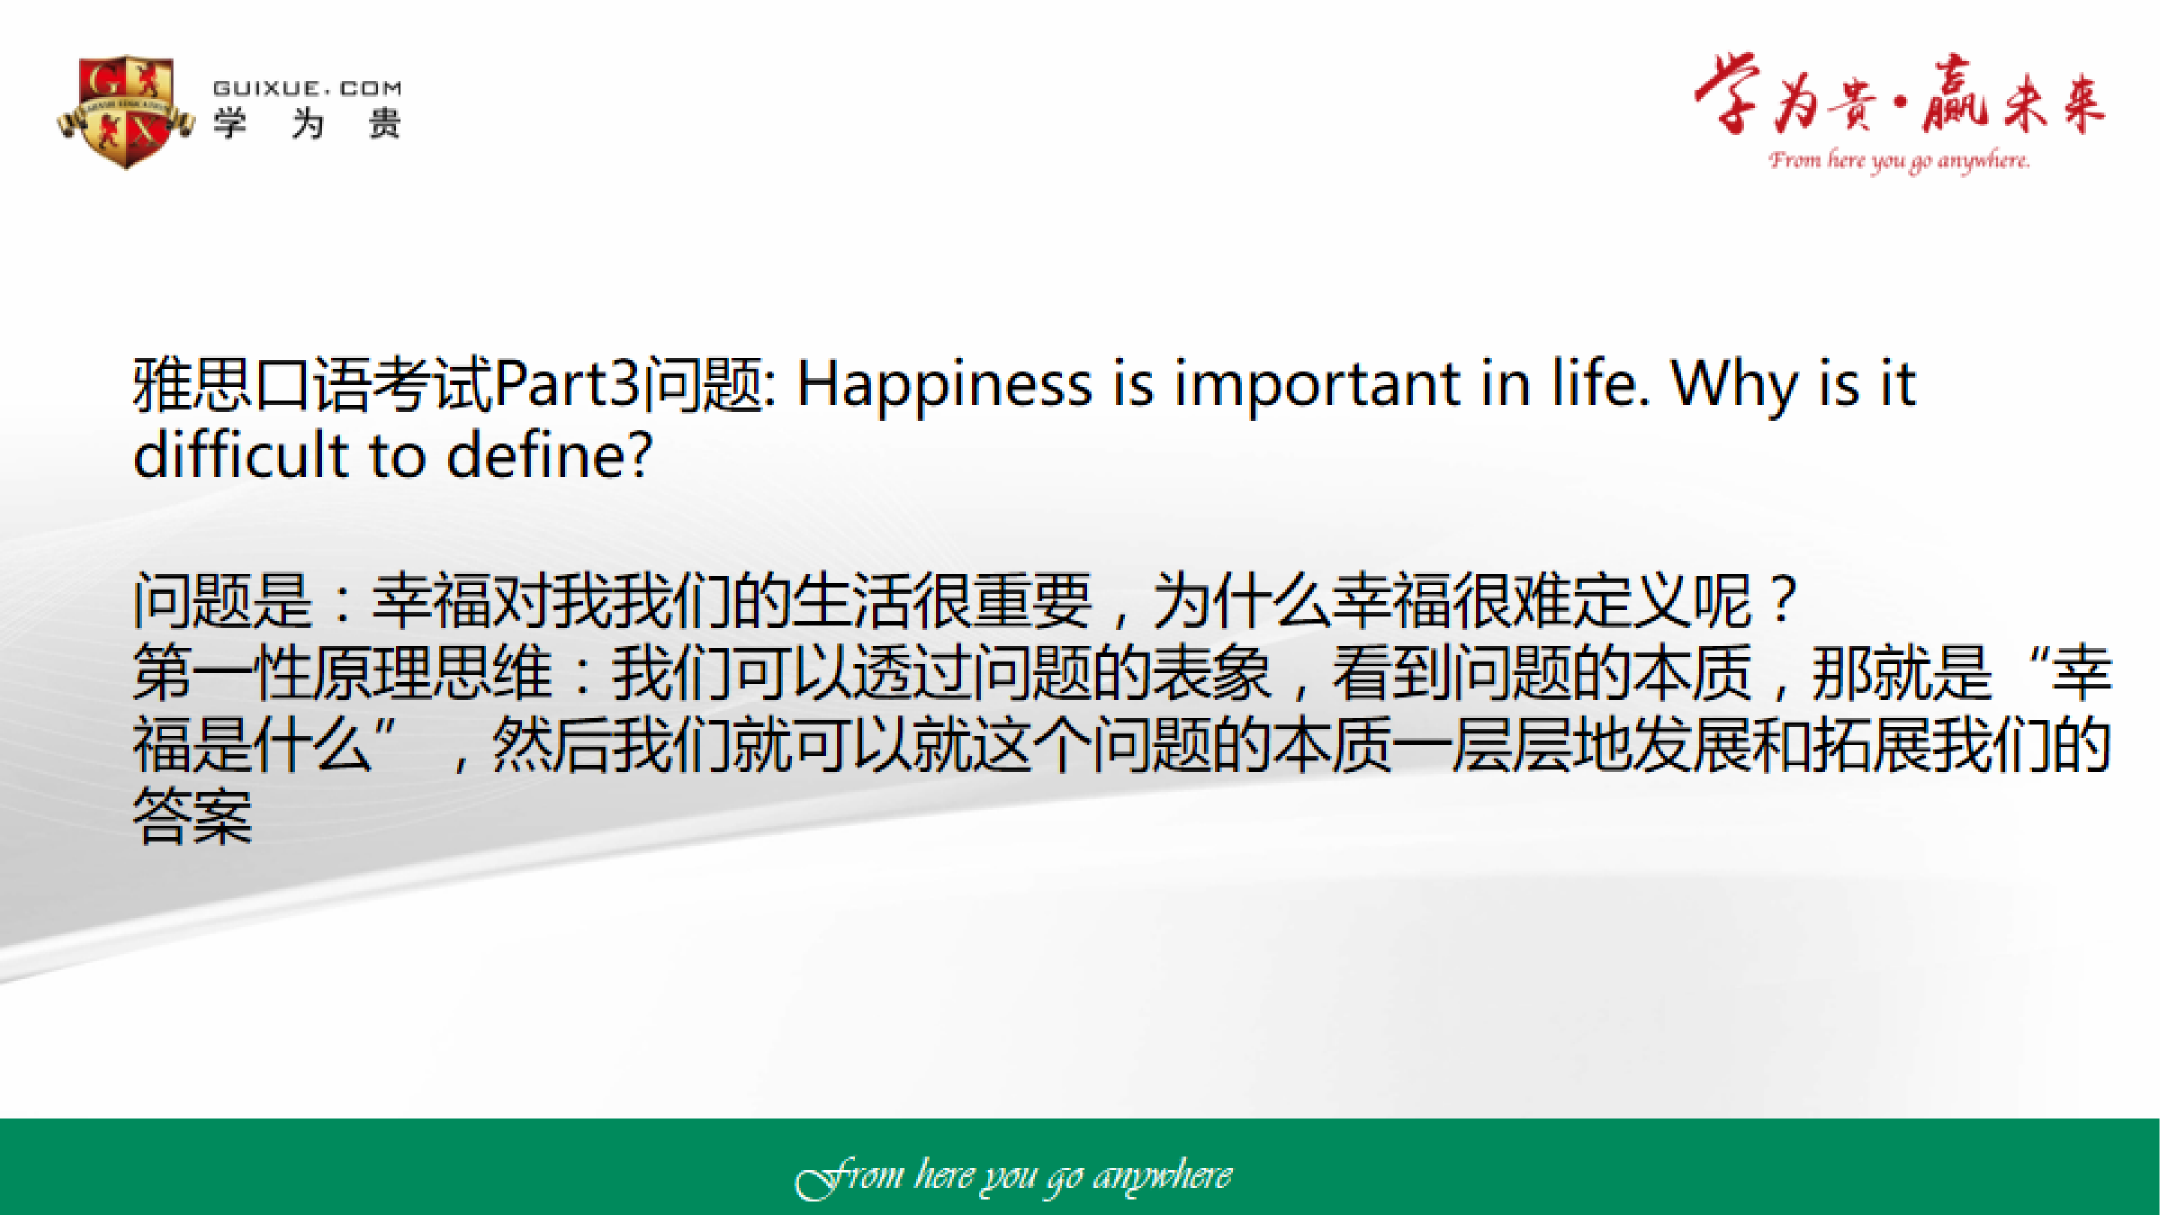 GUIXUE.COM
学为贵
学为贵·赢未来
From here you go anywhere.
雅思口语考试Part3问题: Happiness is important in life. Why is it
difficult to define?
问题是：幸福对我我们的生活很重要，为什么幸福很难定义呢？
第一性原理思维：我们可以透过问题的表象，看到问题的本质，那就是“幸
福是什么”，然后我们就可以就这个问题的本质一层层地发展和拓展我们的
答案
From here you go anywhere